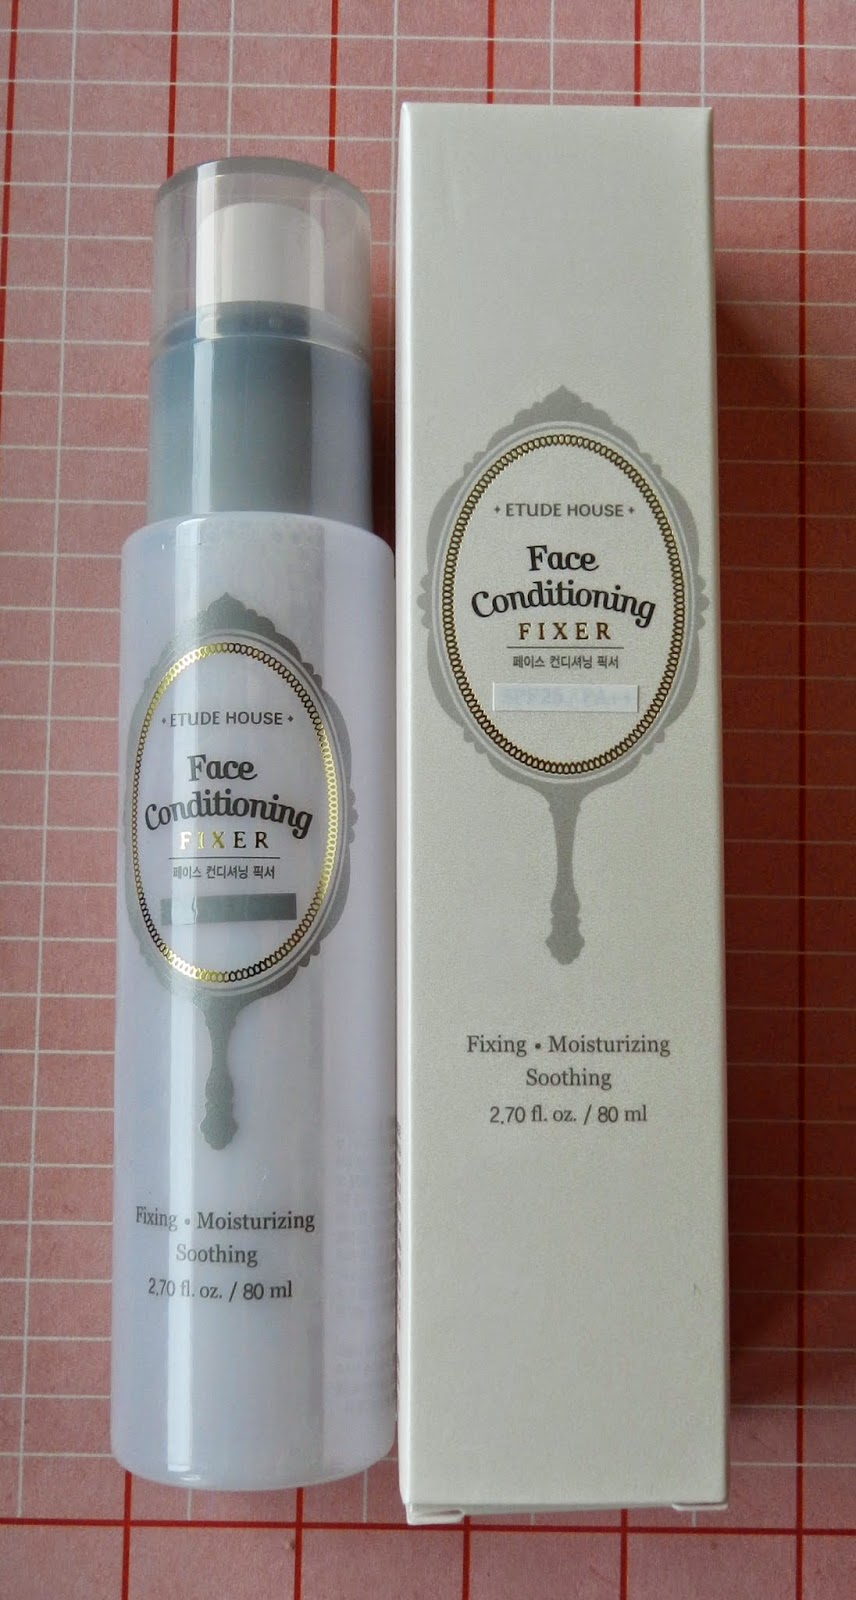 ETUDE HOUSE
Face
Conditioning
FIXER
페이스 컨디셔닝 픽서
Fixing • Moisturizing
Soothing
2.70 fl. oz. / 80 ml
ETUDE HOUSE
Face
Conditioning
FIXER
페이스 컨디셔닝 픽서
SPF25 / PA++
Fixing • Moisturizing
Soothing
2.70 fl. oz. / 80 ml